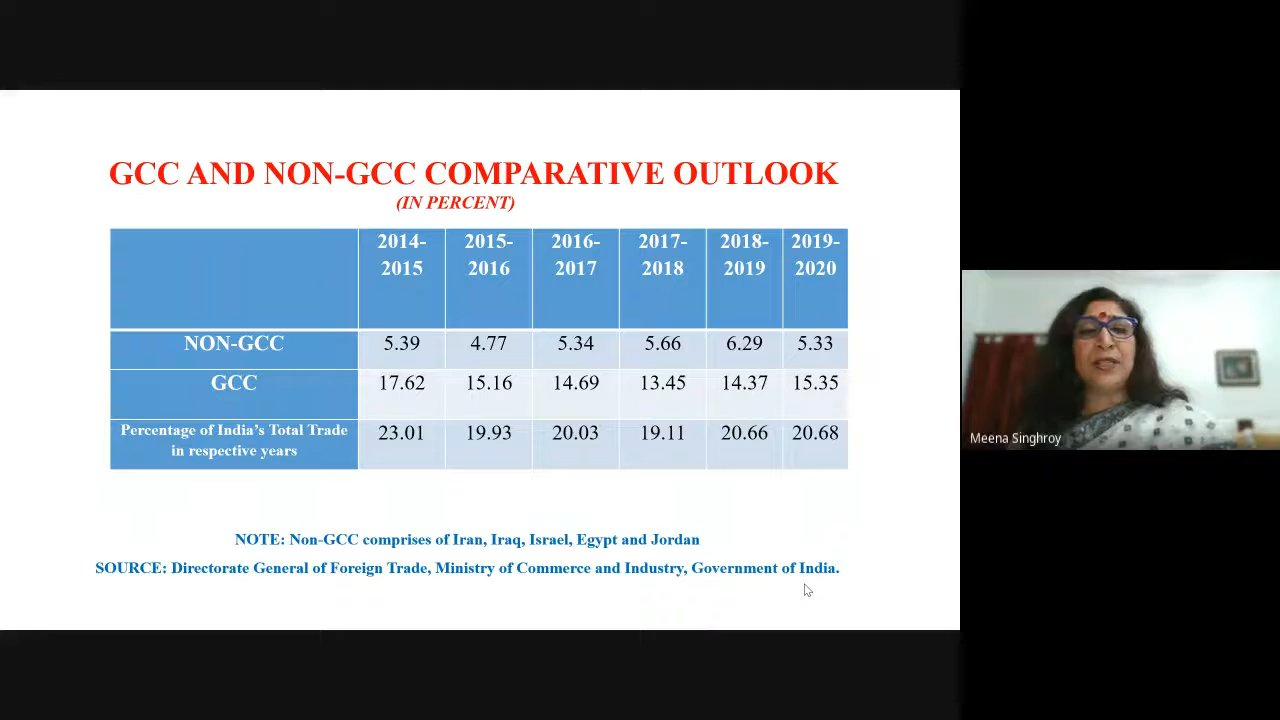 GCC AND NON-GCC COMPARATIVE OUTLOOK
(IN PERCENT)
2014-2015 2015-2016 2016-2017 2017-2018 2018-2019 2019-2020
NON-GCC 5.39 4.77 5.34 5.66 6.29 5.33
GCC 17.62 15.16 14.69 13.45 14.37 15.35
Percentage of India’s Total Trade in respective years 23.01 19.93 20.03 19.11 20.66 20.68
NOTE: Non-GCC comprises of Iran, Iraq, Israel, Egypt and Jordan
SOURCE: Directorate General of Foreign Trade, Ministry of Commerce and Industry, Government of India.
Meena Singhroy